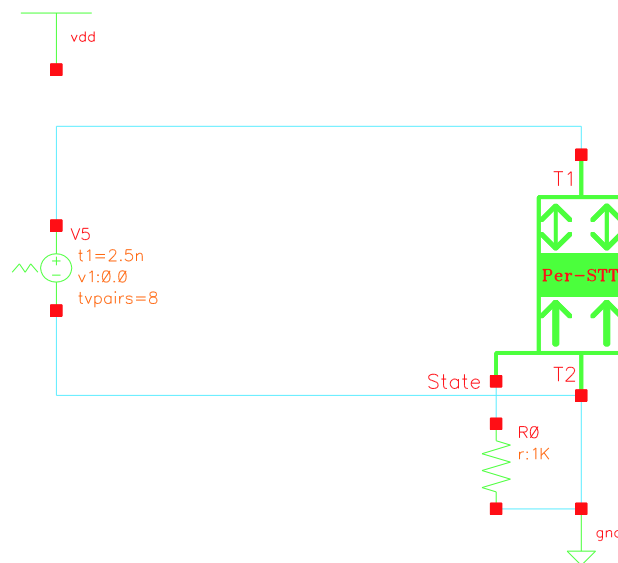 vdd
T1
V5
t1=2.5n
v1:0.0
tvpairs=8
Per-STT
State
T2
R0
r:1K
gnd